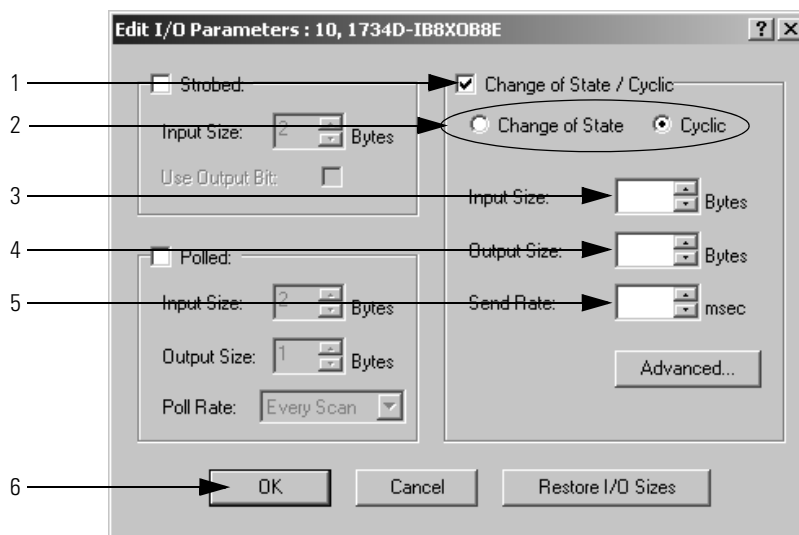 Edit I/O Parameters : 10, 1734D-IB8XOB8E
? X
1
Strobed:
Input Size: 2 Bytes
Use Output Bit:
Polled:
Input Size: 2 Bytes
Output Size: 1 Bytes
Poll Rate: Every Scan
Change of State / Cyclic
2
Change of State Cyclic
3
Input Size: Bytes
4
Output Size: Bytes
5
Send Rate: msec
Advanced...
6
OK Cancel Restore I/O Sizes